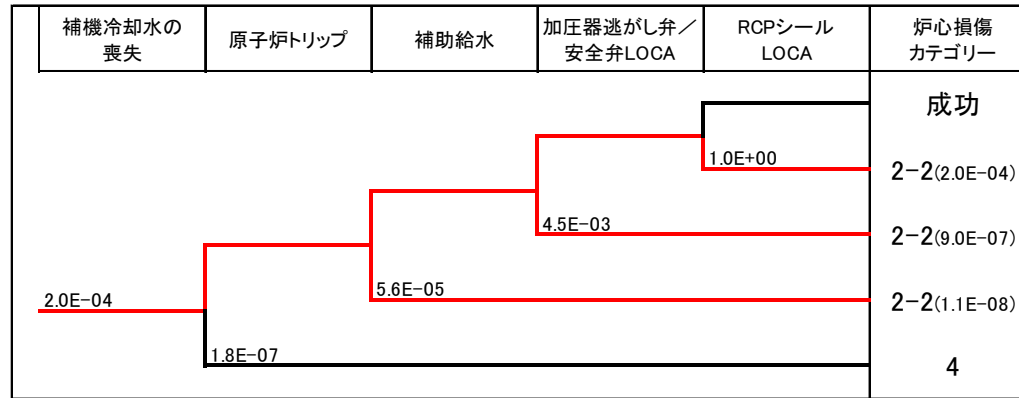 補機冷却水の
喪失
原子炉トリップ
補助給水
加圧器逃がし弁／
安全弁LOCA
RCPシール
LOCA
炉心損傷
カテゴリー
成功
1.0E+00
2-2(2.0E-04)
4.5E-03
2-2(9.0E-07)
2.0E-04
5.6E-05
2-2(1.1E-08)
1.8E-07
4